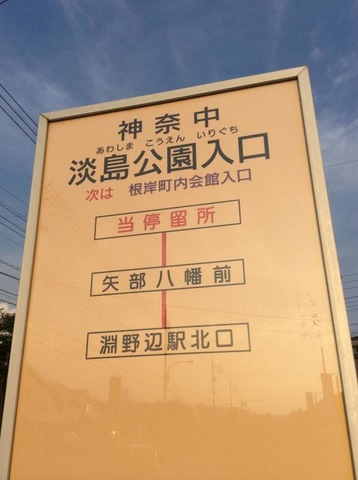 神奈中
あわしま こうえん いりぐち
淡島公園入口
次は 根岸町内会館入口
当停留所
矢部八幡前
淵野辺駅北口